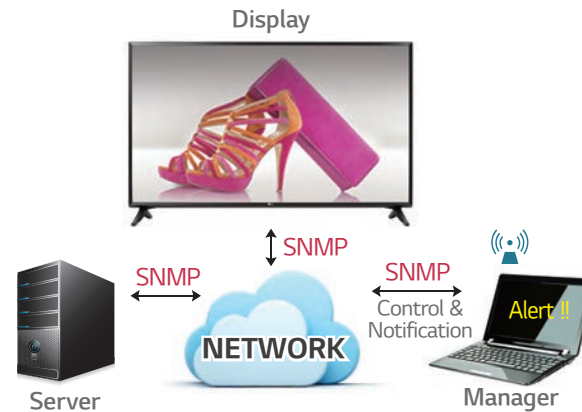 Display
SNMP
SNMP
SNMP
Control &
Notification
Alert !!
NETWORK
Server
Manager